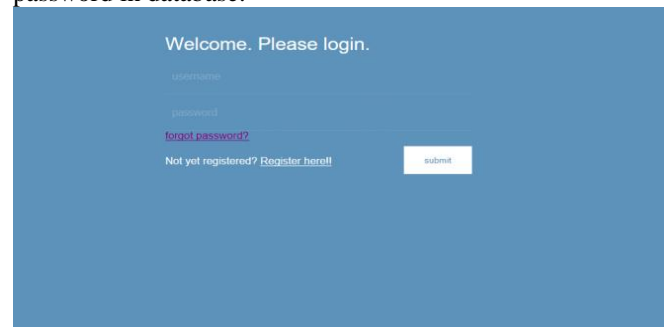 password in database.
Welcome. Please login.
username
password
forgot password?
Not yet registered? Register here!!
submit